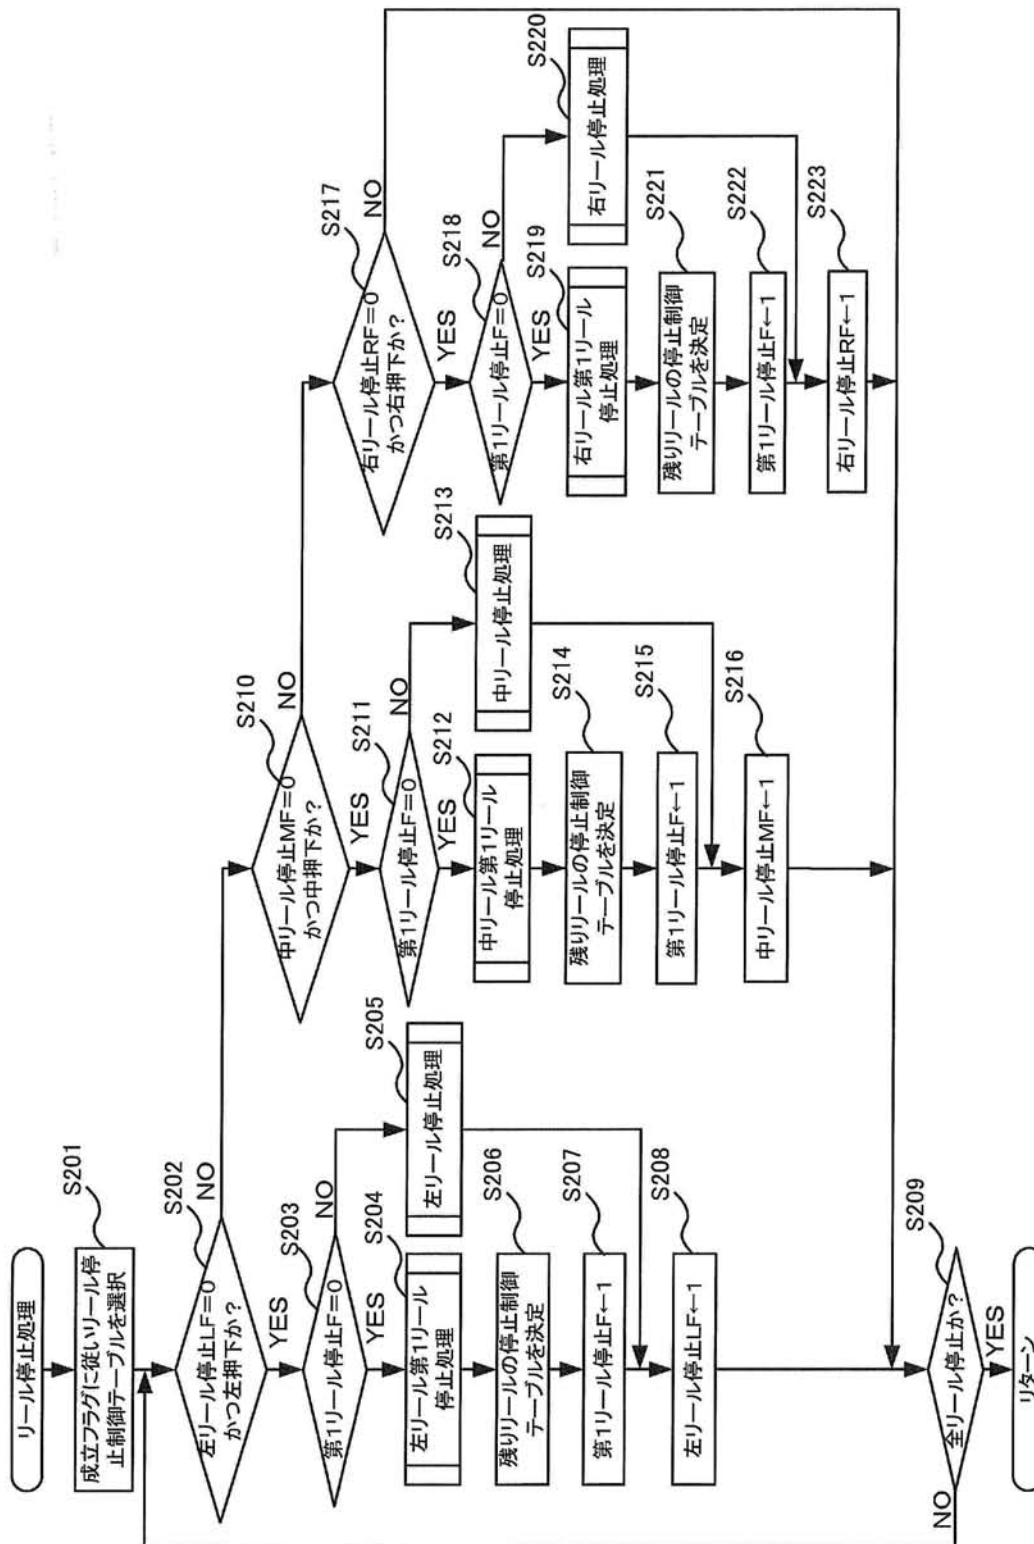 リール停止処理
S201
成立フラグに従いリール停
止制御テーブルを選択
S202
左リール停止LF=0
かつ左押下か?
NO
YES
S203
第1リール停止F=0
NO
YES
S204
左リール第1リール
停止処理
S205
左リール停止処理
S206
残りリールの停止制御
テーブルを決定
S207
第1リール停止F←1
S208
左リール停止LF←1
S209
全リール停止か?
NO
YES
リターン
S210
中リール停止MF=0
かつ中押下か?
NO
YES
S211
第1リール停止F=0
NO
YES
S212
中リール第1リール
停止処理
S213
中リール停止処理
S214
残りリールの停止制御
テーブルを決定
S215
第1リール停止F←1
S216
中リール停止MF←1
S217
右リール停止RF=0
かつ右押下か?
NO
YES
S218
第1リール停止F=0
NO
YES
S219
右リール第1リール
停止処理
S220
右リール停止処理
S221
残りリールの停止制御
テーブルを決定
S222
第1リール停止F←1
S223
右リール停止RF←1